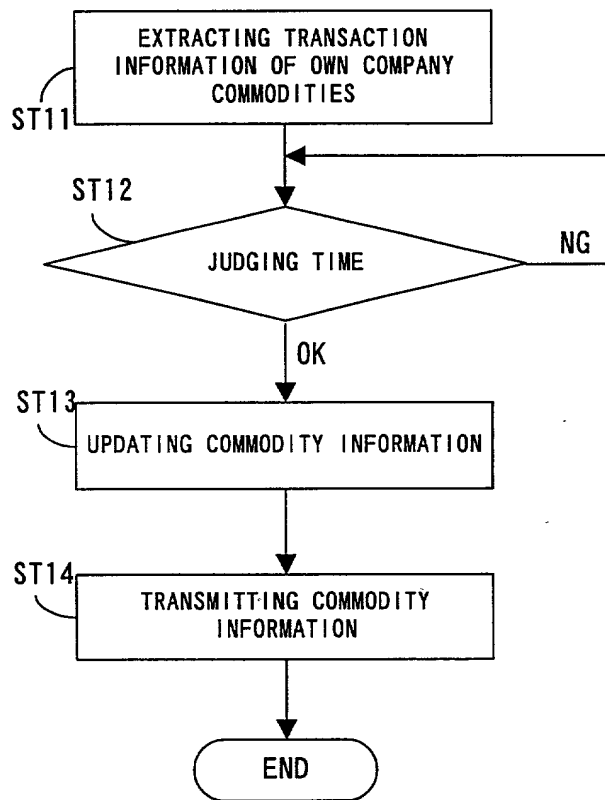 EXTRACTING TRANSACTION
INFORMATION OF OWN COMPANY
COMMODITIES
ST11
ST12
JUDGING TIME
NG
OK
ST13
UPDATING COMMODITY INFORMATION
ST14
TRANSMITTING COMMODITY
INFORMATION
END